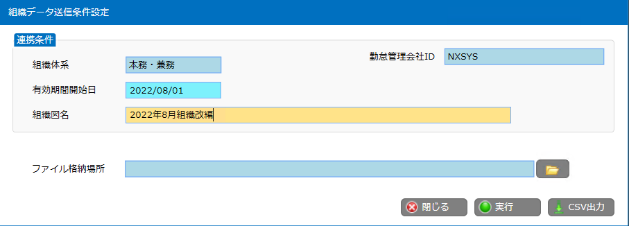 組織データ送信条件設定
連携条件
組織体系 本務・兼務 勤怠管理会社ID NXSYS
有効期間開始日 2022/08/01
組織図名 2022年8月組織改編
ファイル格納場所
閉じる 実行 CSV出力